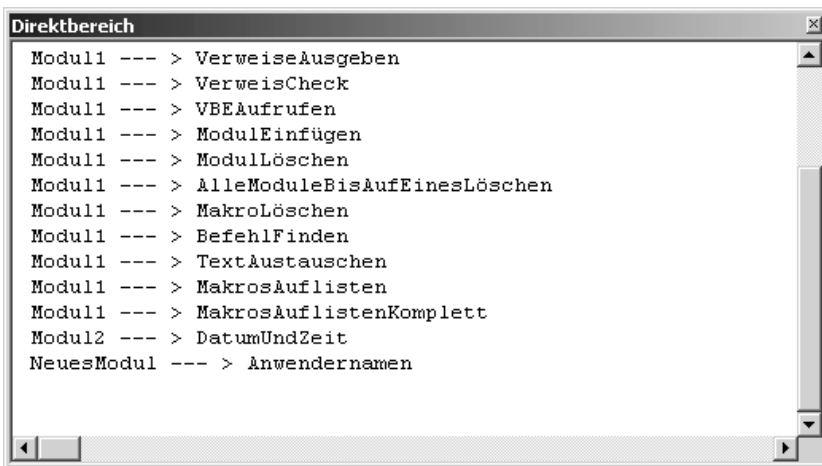 Direktbereich
Modul1 --- > VerweiseAusgeben
Modul1 --- > VerweisCheck
Modul1 --- > VBEAufrufen
Modul1 --- > ModulEinfügen
Modul1 --- > ModulLöschen
Modul1 --- > AlleModuleBisAufEinesLöschen
Modul1 --- > MakroLöschen
Modul1 --- > BefehlFinden
Modul1 --- > TextAustauschen
Modul1 --- > MakrosAuflisten
Modul1 --- > MakrosAuflistenKomplett
Modul2 --- > DatumUndZeit
NeuesModul --- > Anwendernamen